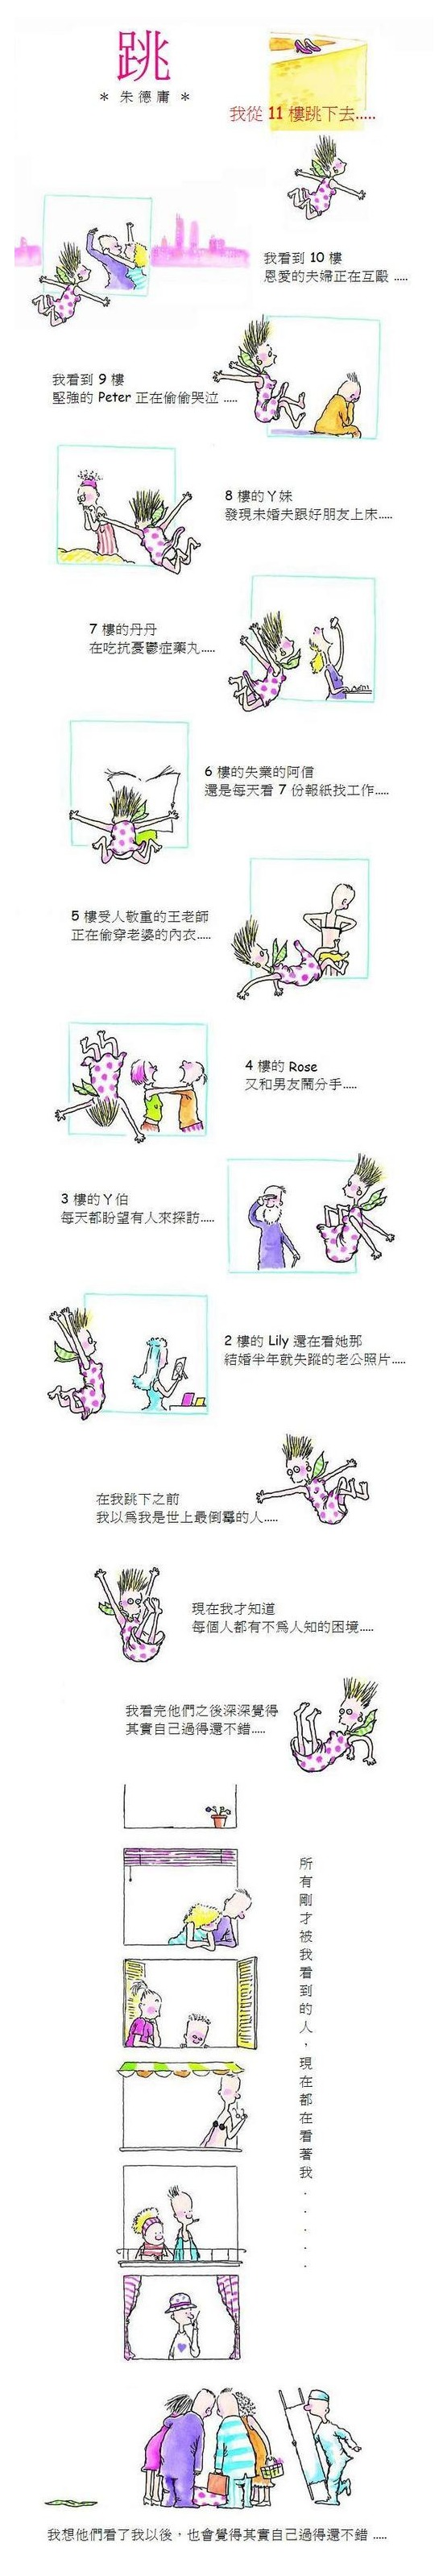 跳
* 朱德庸 *
我從 11 樓跳下去.....
我看到 10 樓
恩愛的夫婦正在互毆 .....
我看到 9 樓
堅強的 Peter 正在偷偷哭泣 .....
8 樓的丫妹
發現未婚夫跟好朋友上床.....
7 樓的丹丹
在吃抗憂鬱症藥丸.....
6 樓的失業的阿信
還是每天看 7 份報紙找工作.....
5 樓受人敬重的王老師
正在偷穿老婆的內衣.....
4 樓的 Rose
又和男友鬧分手.....
3 樓的丫伯
每天都盼望有人來探訪.....
2 樓的 Lily 還在看她那
結婚半年就失蹤的老公照片.....
在我跳下之前
我以為我是世上最倒霉的人.....
現在我才知道
每個人都有不為人知的困境.....
我看完他們之後深深覺得
其實自己過得還不錯.....
所有剛才被我看到的人，現在都在看著我．．．．．
我想他們看了我以後，也會覺得其實自己過得還不錯 .....